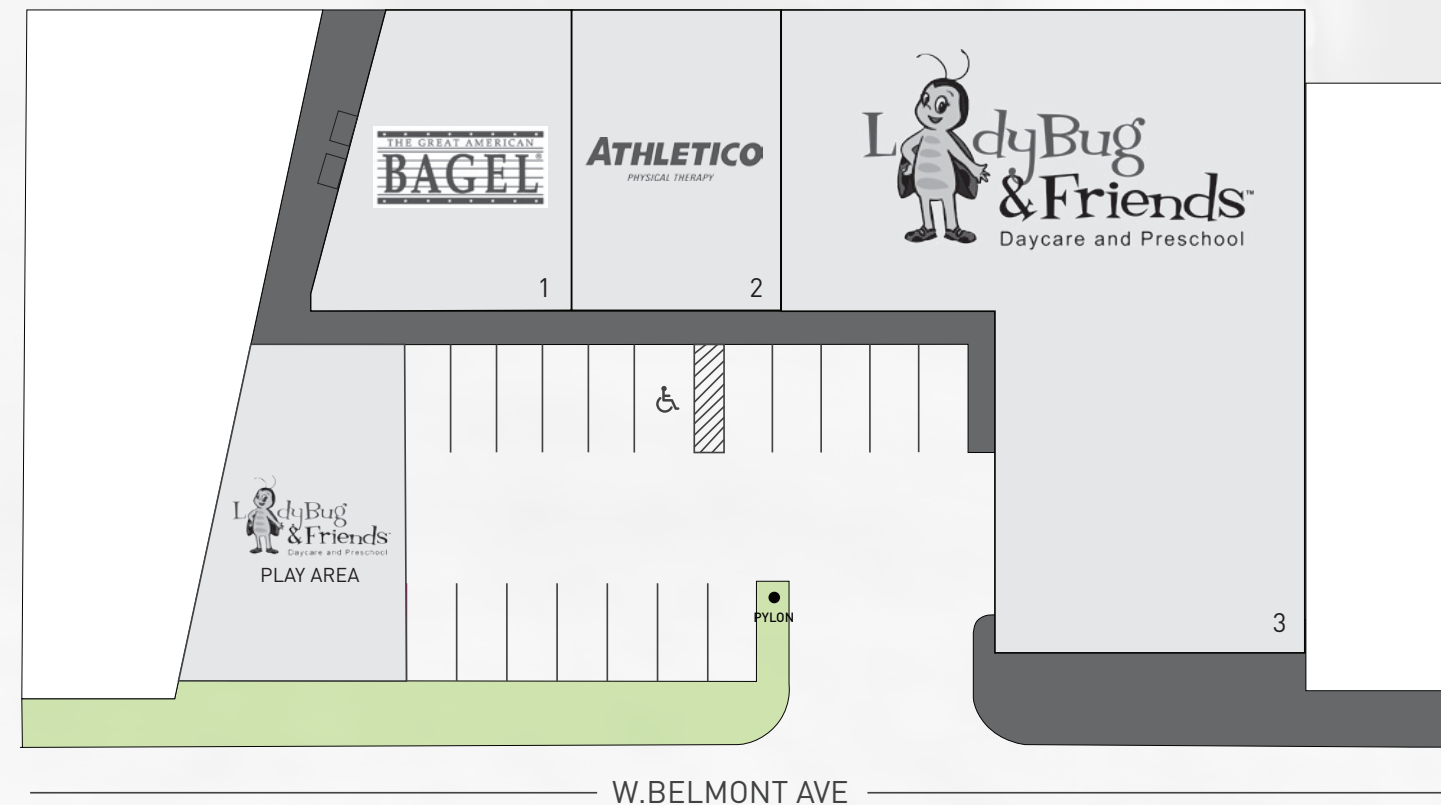 THE GREAT AMERICAN
BAGEL®
ATHLETICO
PHYSICAL THERAPY
LadyBug
&Friends™
Daycare and Preschool
1
2
LadyBug
&Friends
Daycare and Preschool
PLAY AREA
PYLON
3
W.BELMONT AVE